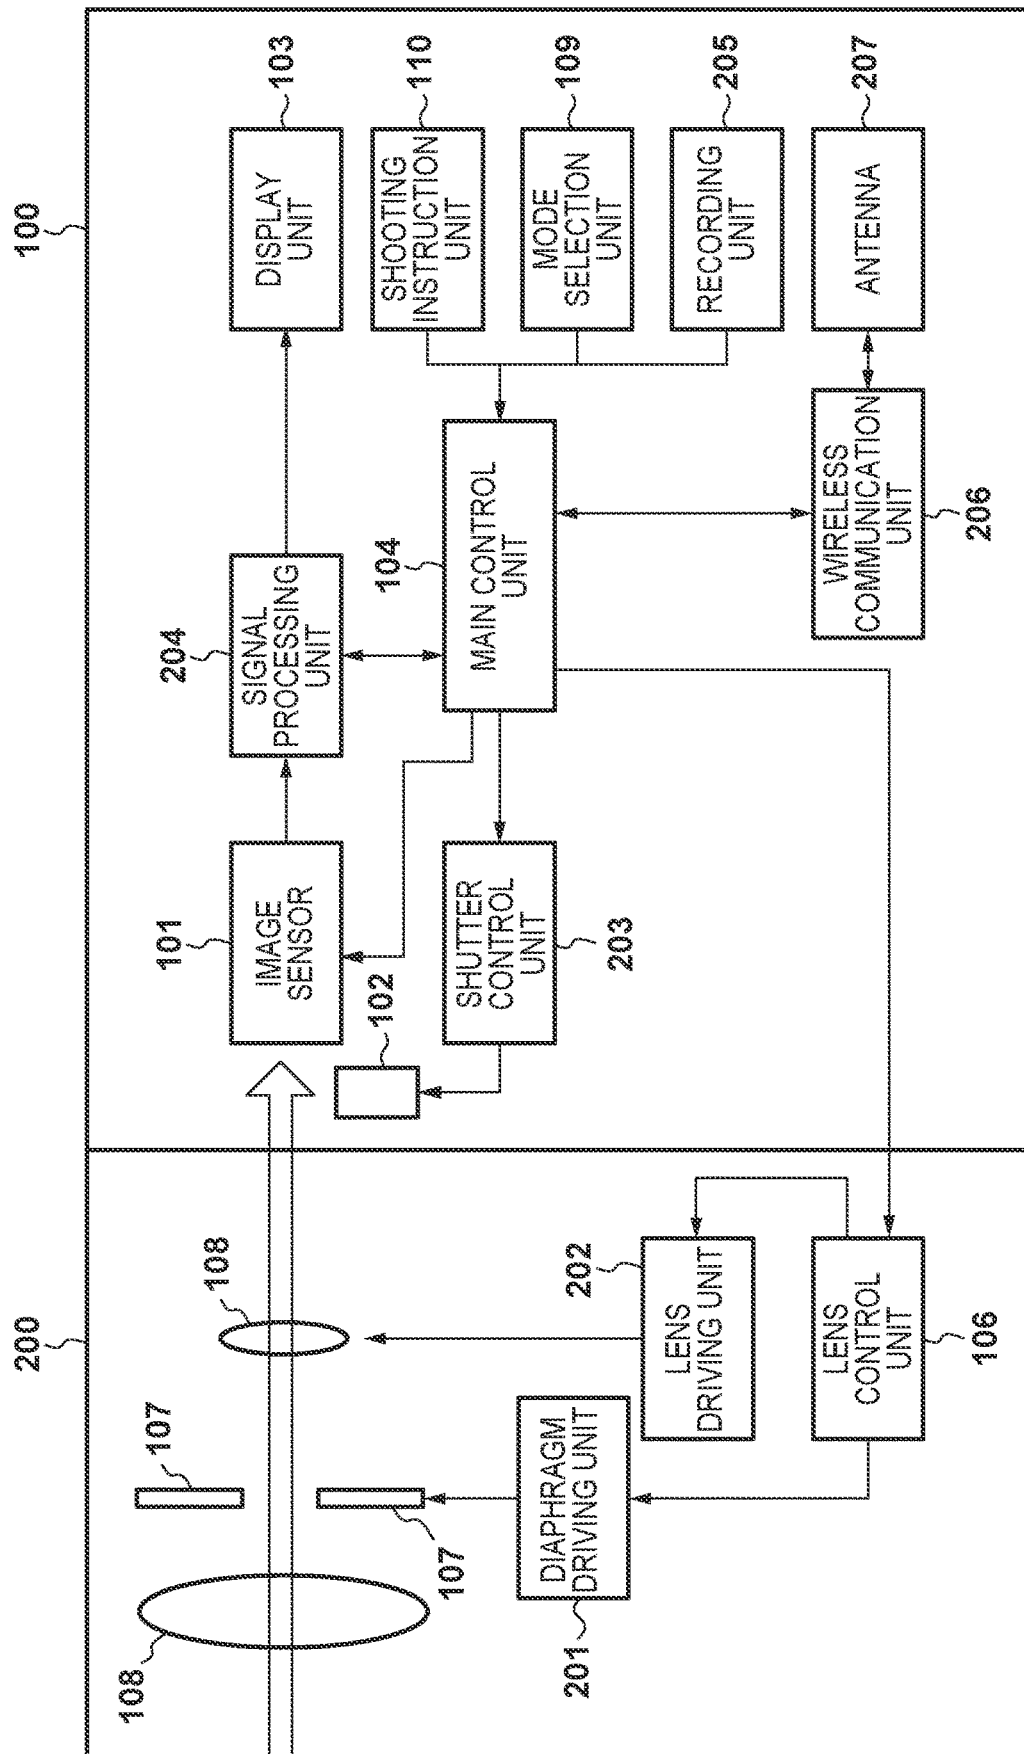 200
100
108
107
107
108
DIAPHRAGM
DRIVING UNIT
201
LENS
DRIVING UNIT
202
LENS
CONTROL
UNIT
106
102
IMAGE
SENSOR
101
SHUTTER
CONTROL
UNIT
203
SIGNAL
PROCESSING
UNIT
204
MAIN CONTROL
UNIT
104
WIRELESS
COMMUNICATION
UNIT
206
DISPLAY
UNIT
103
SHOOTING
INSTRUCTION
UNIT
110
MODE
SELECTION
UNIT
109
RECORDING
UNIT
205
ANTENNA
207